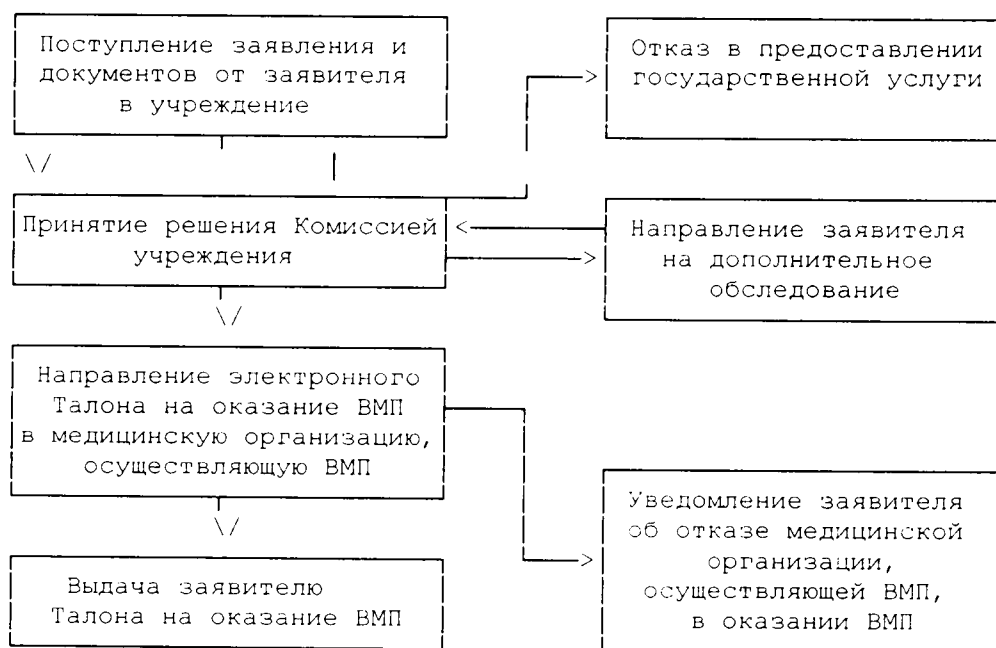 Поступление заявления и
документов от заявителя
в учреждение
Отказ в предоставлении
государственной услуги
Принятие решения Комиссией
учреждения
Направление заявителя
на дополнительное
обследование
Направление электронного
Талона на оказание ВМП
в медицинскую организацию,
осуществляющую ВМП
Уведомление заявителя
об отказе медицинской
организации,
осуществляющей ВМП,
в оказании ВМП
Выдача заявителю
Талона на оказание ВМП